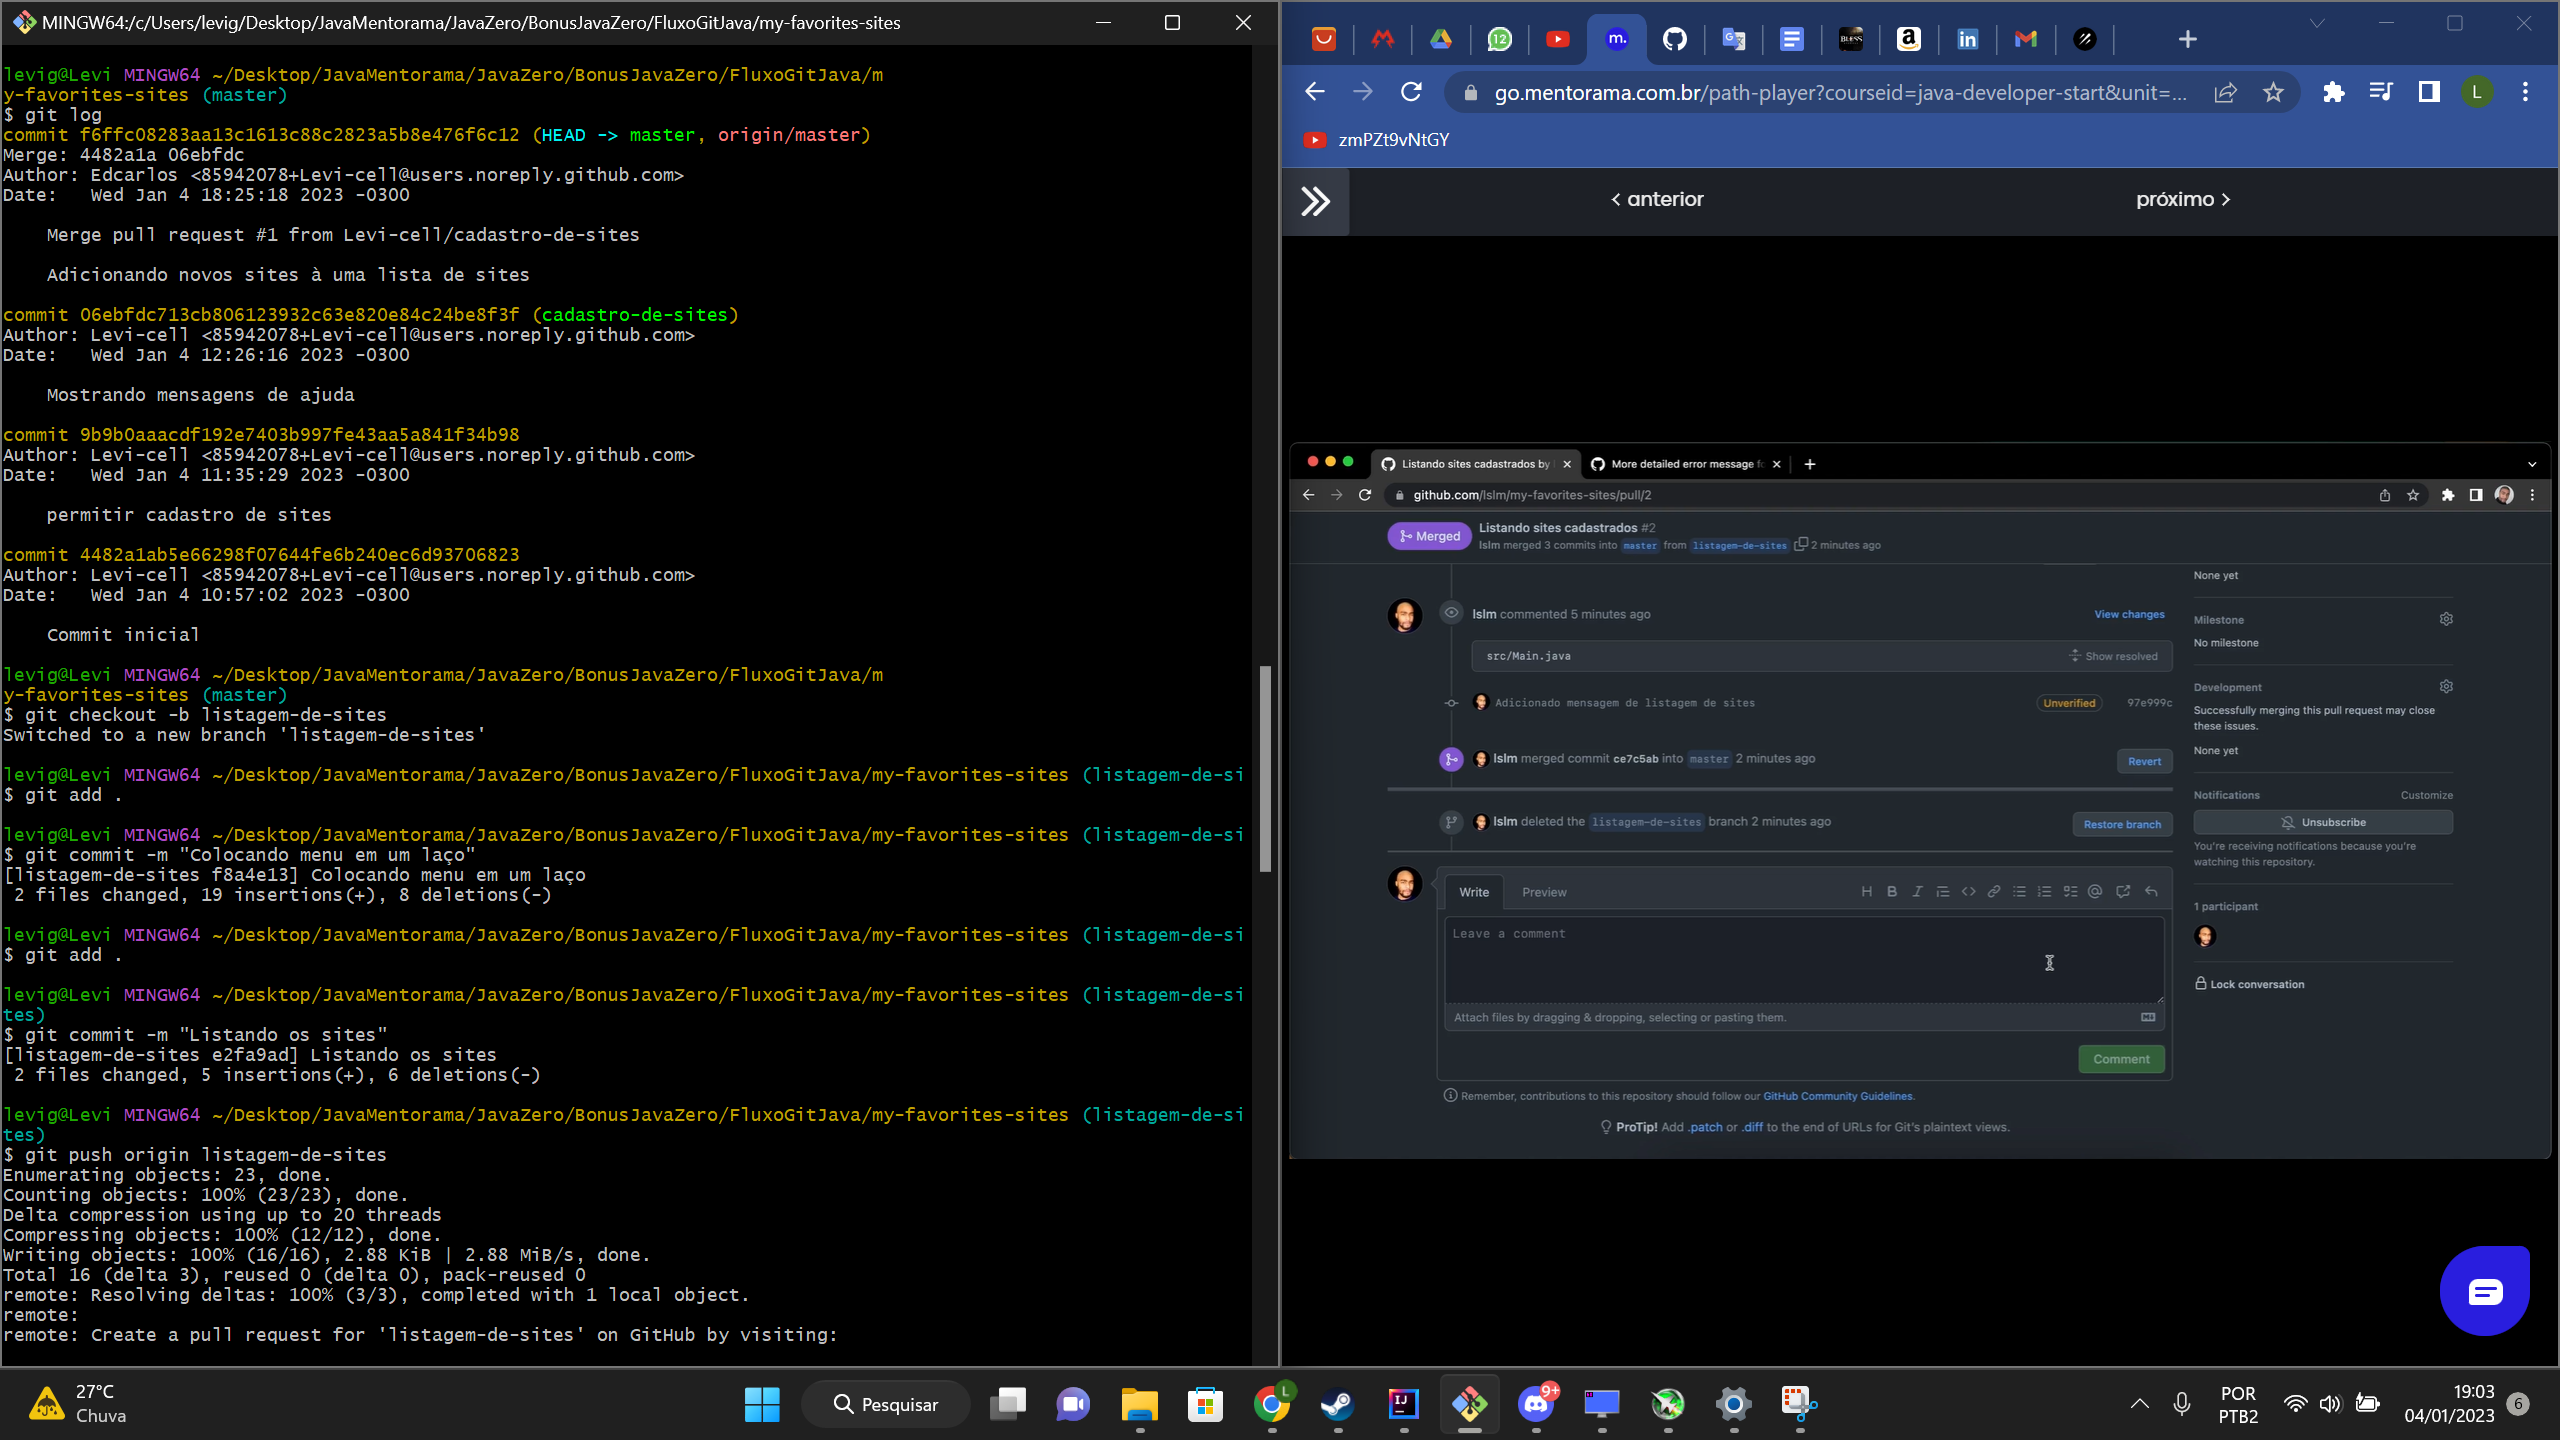 MINGW64:/c/Users/levig/Desktop/JavaMentorama/JavaZero/BonusJavaZero/FluxoGitJava/my-favorites-sites
levig@Levi MINGW64 ~/Desktop/JavaMentorama/JavaZero/BonusJavaZero/FluxoGitJava/m
y-favorites-sites (master)
$ git log
commit f6ffc08283aa13c1613c88c2823a5b8e476f6c12 (HEAD -> master, origin/master)
Merge: 4482a1a 06ebfdc
Author: Edcarlos <85942078+Levi-cell@users.noreply.github.com>
Date:   Wed Jan 4 18:25:18 2023 -0300
Merge pull request #1 from Levi-cell/cadastro-de-sites
Adicionando novos sites à uma lista de sites
commit 06ebfdc713cb806123932c63e820e84c24be8f3f (cadastro-de-sites)
Author: Levi-cell <85942078+Levi-cell@users.noreply.github.com>
Date:   Wed Jan 4 12:26:16 2023 -0300
Mostrando mensagens de ajuda
commit 9b9b0aaacdf192e7403b997fe43aa5a841f34b98
Author: Levi-cell <85942078+Levi-cell@users.noreply.github.com>
Date:   Wed Jan 4 11:35:29 2023 -0300
permitir cadastro de sites
commit 4482a1ab5e66298f07644fe6b240ec6d93706823
Author: Levi-cell <85942078+Levi-cell@users.noreply.github.com>
Date:   Wed Jan 4 10:57:02 2023 -0300
Commit inicial
levig@Levi MINGW64 ~/Desktop/JavaMentorama/JavaZero/BonusJavaZero/FluxoGitJava/m
y-favorites-sites (master)
$ git checkout -b listagem-de-sites
Switched to a new branch 'listagem-de-sites'
levig@Levi MINGW64 ~/Desktop/JavaMentorama/JavaZero/BonusJavaZero/FluxoGitJava/my-favorites-sites (listagem-de-si
$ git add .
levig@Levi MINGW64 ~/Desktop/JavaMentorama/JavaZero/BonusJavaZero/FluxoGitJava/my-favorites-sites (listagem-de-si
$ git commit -m "Colocando menu em um laço"
[listagem-de-sites f8a4e13] Colocando menu em um laço
2 files changed, 19 insertions(+), 8 deletions(-)
levig@Levi MINGW64 ~/Desktop/JavaMentorama/JavaZero/BonusJavaZero/FluxoGitJava/my-favorites-sites (listagem-de-si
$ git add .
levig@Levi MINGW64 ~/Desktop/JavaMentorama/JavaZero/BonusJavaZero/FluxoGitJava/my-favorites-sites (listagem-de-si
tes)
$ git commit -m "Listando os sites"
[listagem-de-sites e2fa9ad] Listando os sites
2 files changed, 5 insertions(+), 6 deletions(-)
levig@Levi MINGW64 ~/Desktop/JavaMentorama/JavaZero/BonusJavaZero/FluxoGitJava/my-favorites-sites (listagem-de-si
tes)
$ git push origin listagem-de-sites
Enumerating objects: 23, done.
Counting objects: 100% (23/23), done.
Delta compression using up to 20 threads
Compressing objects: 100% (12/12), done.
Writing objects: 100% (16/16), 2.88 KiB | 2.88 MiB/s, done.
Total 16 (delta 3), reused 0 (delta 0), pack-reused 0
remote: Resolving deltas: 100% (3/3), completed with 1 local object.
remote:
remote: Create a pull request for 'listagem-de-sites' on GitHub by visiting:
12 m. BLESS a in
go.mentorama.com.br/path-player?courseid=java-developer-start&unit=... L
zmPZt9vNtGY
< anterior próximo >
Listando sites cadastrados by More detailed error message f
github.com/lslm/my-favorites-sites/pull/2
Merged
Listando sites cadastrados #2
lslm merged 3 commits into master from listagem-de-sites 2 minutes ago
lslm commented 5 minutes ago View changes
src/Main.java Show resolved
Adicionado mensagem de listagem de sites Unverified 97e999c
lslm merged commit ce7c5ab into master 2 minutes ago Revert
lslm deleted the listagem-de-sites branch 2 minutes ago Restore branch
Write Preview H B I
Leave a comment
Attach files by dragging & dropping, selecting or pasting them.
Comment
Remember, contributions to this repository should follow our GitHub Community Guidelines.
ProTip! Add .patch or .diff to the end of URLs for Git's plaintext views.
None yet
Milestone
No milestone
Development
Successfully merging this pull request may close
these issues.
None yet
Notifications Customize
Unsubscribe
You're receiving notifications because you're
watching this repository.
1 participant
Lock conversation
27°C
Chuva
Pesquisar
L
IJ
9+
POR
PTB2
19:03
04/01/2023
6